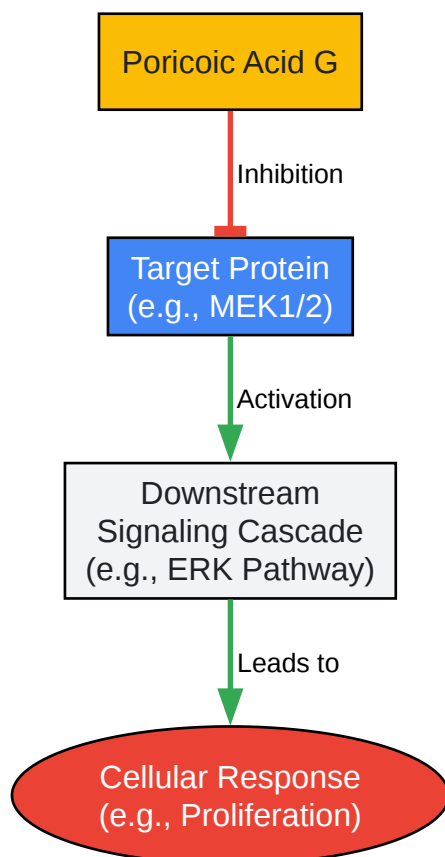 Poricoic Acid G
Inhibition
Target Protein
(e.g., MEK1/2)
Activation
Downstream
Signaling Cascade
(e.g., ERK Pathway)
Leads to
Cellular Response
(e.g., Proliferation)